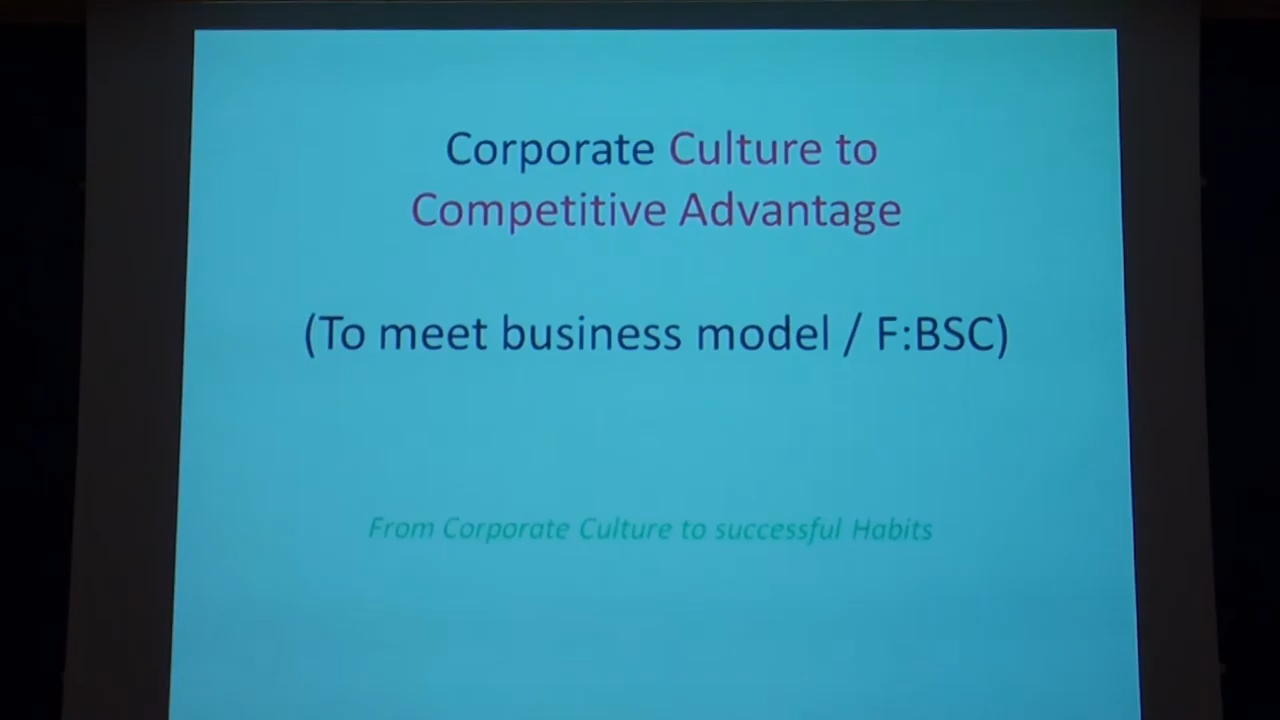 Corporate Culture to
Competitive Advantage
(To meet business model / F:BSC)
From Corporate Culture to successful Habits